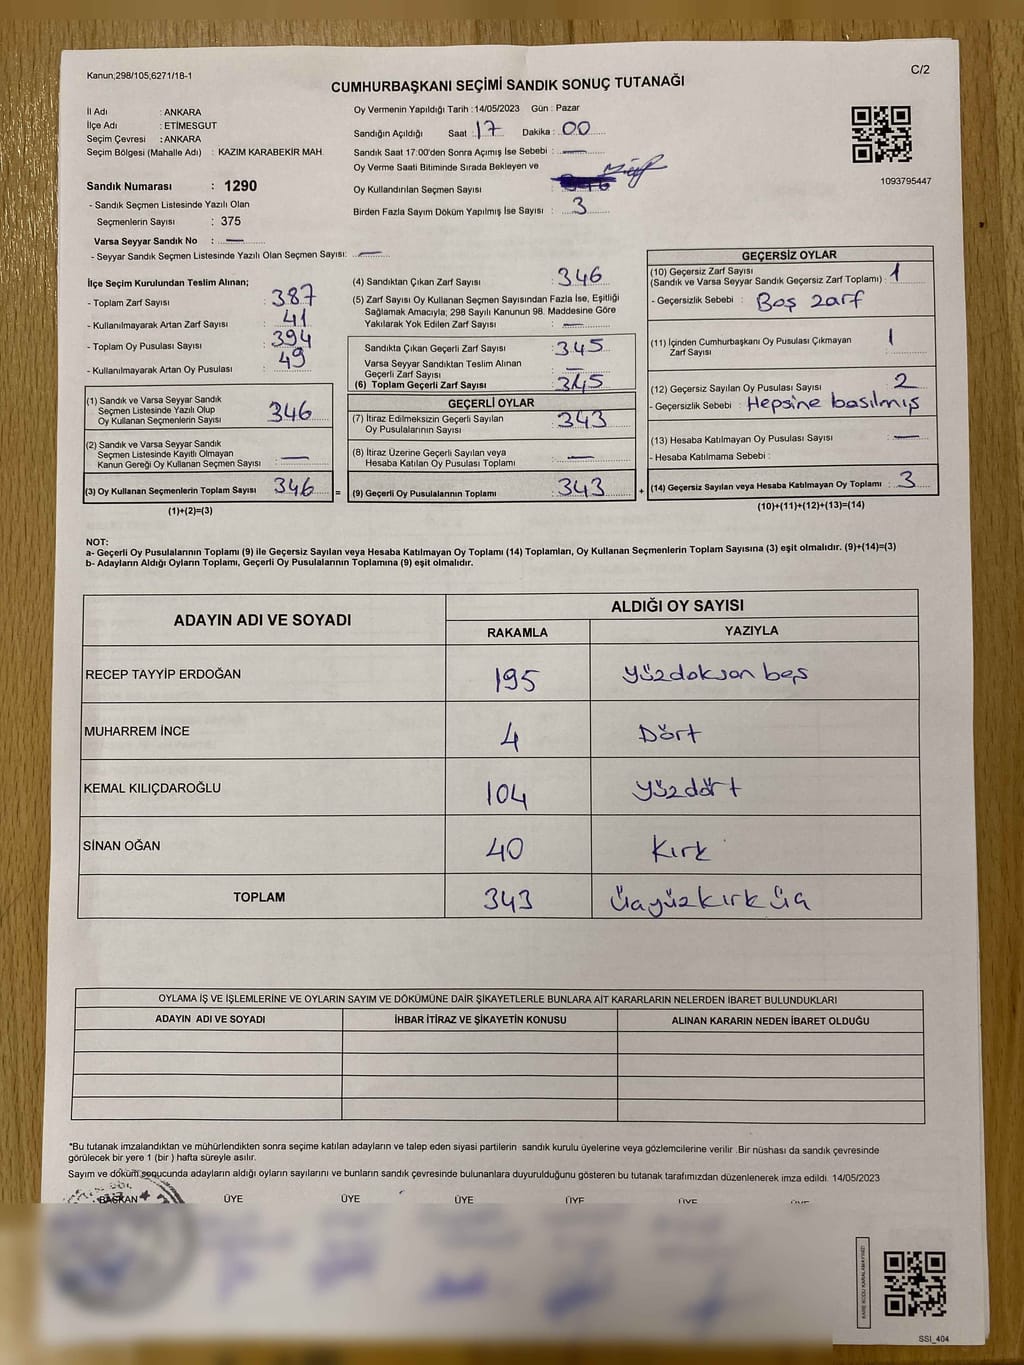 Kanun;298/105,6271/18-1
C/2
CUMHURBAŞKANI SEÇİMİ SANDIK SONUÇ TUTANAĞI
İl Adı : ANKARA
İlçe Adı : ETİMESGUT
Seçim Çevresi : ANKARA
Seçim Bölgesi (Mahalle Adı) : KAZIM KARABEKİR MAH.
Sandık Numarası : 1290
- Sandık Seçmen Listesinde Yazılı Olan
Seçmenlerin Sayısı : 375
Varsa Seyyar Sandık No : —
- Seyyar Sandık Seçmen Listesinde Yazılı Olan Seçmen Sayısı: —
Oy Vermenin Yapıldığı Tarih : 14/05/2023 Gün : Pazar
Sandığın Açıldığı Saat : 17 Dakika : 00
Sandık Saat 17:00'den Sonra Açımış İse Sebebi : —
Oy Verme Saati Bitiminde Sırada Bekleyen ve
Oy Kullandırılan Seçmen Sayısı :
Birden Fazla Sayım Döküm Yapılmış İse Sayısı : 3
1093795447
İlçe Seçim Kurulundan Teslim Alınan;
- Toplam Zarf Sayısı : 387
- Kullanılmayarak Artan Zarf Sayısı : 41
- Toplam Oy Pusulası Sayısı : 394
- Kullanılmayarak Artan Oy Pusulası : 49
(1) Sandık ve Varsa Seyyar Sandık
Seçmen Listesinde Yazılı Olup
Oy Kullanan Seçmenlerin Sayısı : 346
(2) Sandık ve Varsa Seyyar Sandık
Seçmen Listesinde Kayıtlı Olmayan
Kanun Gereği Oy Kullanan Seçmen Sayısı : —
(3) Oy Kullanan Seçmenlerin Toplam Sayısı : 346 =
(1)+(2)=(3)
(4) Sandıktan Çıkan Zarf Sayısı : 346
(5) Zarf Sayısı Oy Kullanan Seçmen Sayısından Fazla İse, Eşitliği
Sağlamak Amacıyla; 298 Sayılı Kanunun 98. Maddesine Göre
Yakılarak Yok Edilen Zarf Sayısı : —
Sandıkta Çıkan Geçerli Zarf Sayısı : 345
Varsa Seyyar Sandıktan Teslim Alınan
Geçerli Zarf Sayısı : —
(6) Toplam Geçerli Zarf Sayısı : 345
GEÇERLİ OYLAR
(7) İtiraz Edilmeksizin Geçerli Sayılan
Oy Pusulalarının Sayısı : 343
(8) İtiraz Üzerine Geçerli Sayılan veya
Hesaba Katılan Oy Pusulası Toplamı : —
(9) Geçerli Oy Pusulalarının Toplamı : 343 +
GEÇERSİZ OYLAR
(10) Geçersiz Zarf Sayısı
(Sandık ve Varsa Seyyar Sandık Geçersiz Zarf Toplamı) : 1
- Geçersizlik Sebebi : Boş zarf
(11) İçinden Cumhurbaşkanı Oy Pusulası Çıkmayan
Zarf Sayısı : 1
(12) Geçersiz Sayılan Oy Pusulası Sayısı : 2
- Geçersizlik Sebebi : Hepsine basılmış
(13) Hesaba Katılmayan Oy Pusulası Sayısı : —
- Hesaba Katılmama Sebebi :
(14) Geçersiz Sayılan veya Hesaba Katılmayan Oy Toplamı : 3
(10)+(11)+(12)+(13)=(14)
NOT:
a- Geçerli Oy Pusulalarının Toplamı (9) ile Geçersiz Sayılan veya Hesaba Katılmayan Oy Toplamı (14) Toplamları, Oy Kullanan Seçmenlerin Toplam Sayısına (3) eşit olmalıdır. (9)+(14)=(3)
b- Adayların Aldığı Oyların Toplamı, Geçerli Oy Pusulalarının Toplamına (9) eşit olmalıdır.
ADAYIN ADI VE SOYADI
ALDIĞI OY SAYISI
RAKAMLA YAZIYLA
RECEP TAYYİP ERDOĞAN 195 Yüzdoksan beş
MUHARREM İNCE 4 Dört
KEMAL KILIÇDAROĞLU 104 Yüzdört
SİNAN OĞAN 40 Kırk
TOPLAM 343 üçyüzkırk üç
OYLAMA İŞ VE İŞLEMLERİNE VE OYLARIN SAYIM VE DÖKÜMÜNE DAİR ŞİKAYETLERLE BUNLARA AİT KARARLARIN NELERDEN İBARET BULUNDUKLARI
ADAYIN ADI VE SOYADI İHBAR İTİRAZ VE ŞİKAYETİN KONUSU ALINAN KARARIN NEDEN İBARET OLDUĞU
*Bu tutanak imzalandıktan ve mühürlendikten sonra seçime katılan adayların ve talep eden siyasi partilerin sandık kurulu üyelerine veya gözlemcilerine verilir .Bir nüshası da sandık çevresinde
görülecek bir yere 1 (bir ) hafta süreyle asılır.
Sayım ve döküm sonucunda adayların aldığı oyların sayılarını ve bunların sandık çevresinde bulunanlara duyurulduğunu gösteren bu tutanak tarafımızdan düzenlenerek imza edildi. 14/05/2023
BAŞKAN ÜYE ÜYE ÜYE ÜYE ÜYE ÜYE
KARE KODU KARALAMAYINIZ!
SSI_404